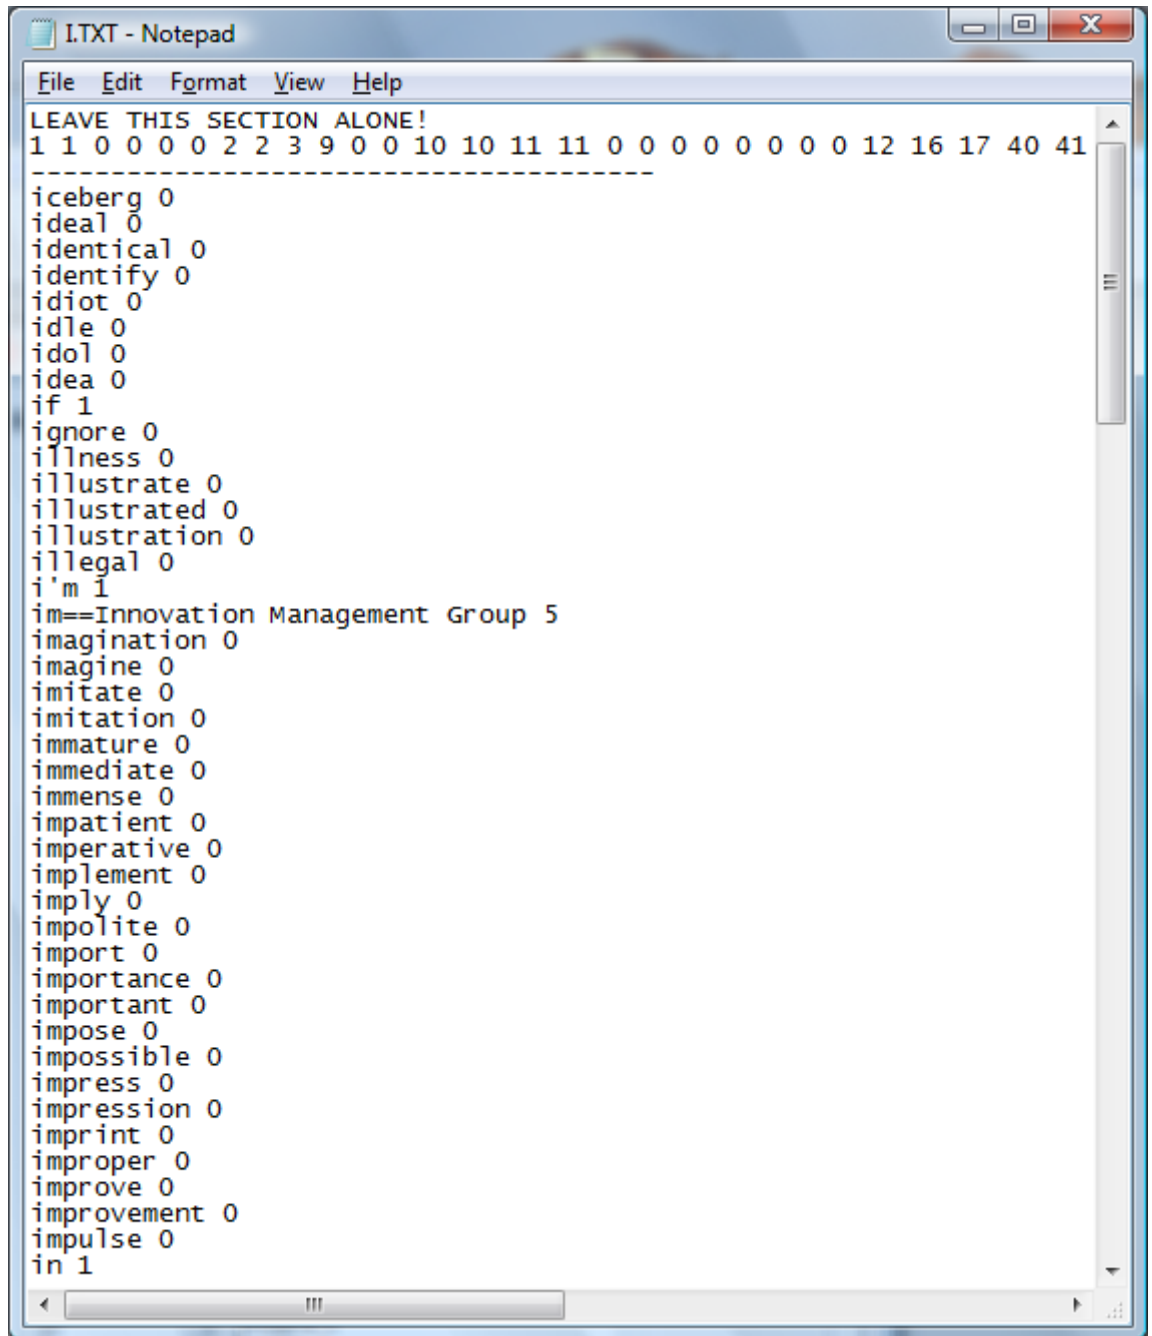 I.TXT - Notepad
File Edit Format View Help
LEAVE THIS SECTION ALONE!
1 1 0 0 0 0 2 2 3 9 0 0 10 10 11 11 0 0 0 0 0 0 0 0 12 16 17 40 41
---------------------------------------
iceberg 0
ideal 0
identical 0
identify 0
idiot 0
idle 0
idol 0
idea 0
if 1
ignore 0
illness 0
illustrate 0
illustrated 0
illustration 0
illegal 0
i'm 1
im==Innovation Management Group 5
imagination 0
imagine 0
imitate 0
imitation 0
immature 0
immediate 0
immense 0
impatient 0
imperative 0
implement 0
imply 0
impolite 0
import 0
importance 0
important 0
impose 0
impossible 0
impress 0
impression 0
imprint 0
improper 0
improve 0
improvement 0
impulse 0
in 1